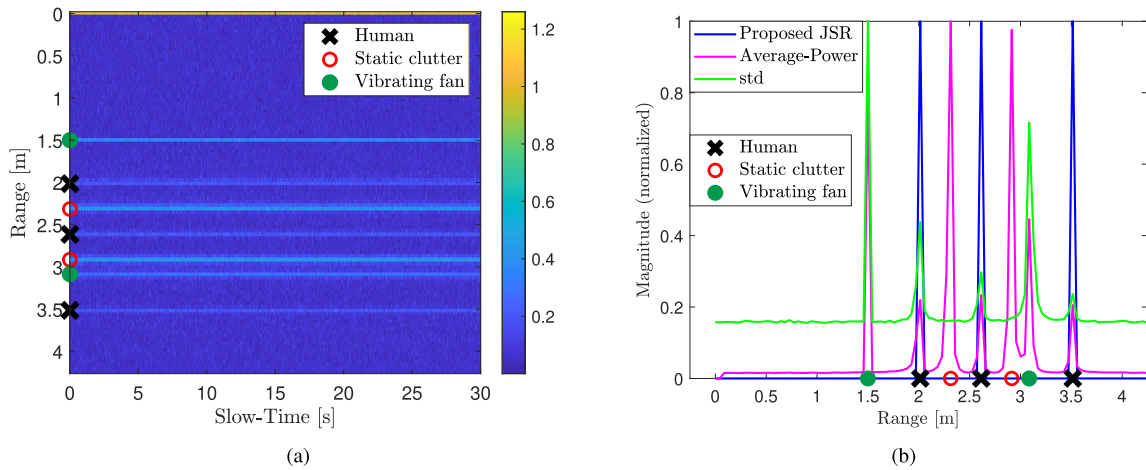 0
1
1.5
2
2.5
3
3.5
4
Range [m]
0
5
10
15
20
25
30
Slow-Time [s]
Human
Static clutter
Vibrating fan
1.2
1
0.8
0.6
0.4
0.2
(a)
1
0.8
0.6
0.4
0.2
0
Magnitude (normalized)
Proposed JSR
Average-Power
std
Human
Static clutter
Vibrating fan
0
0.5
1
1.5
2
2.5
3
3.5
4
Range [m]
(b)